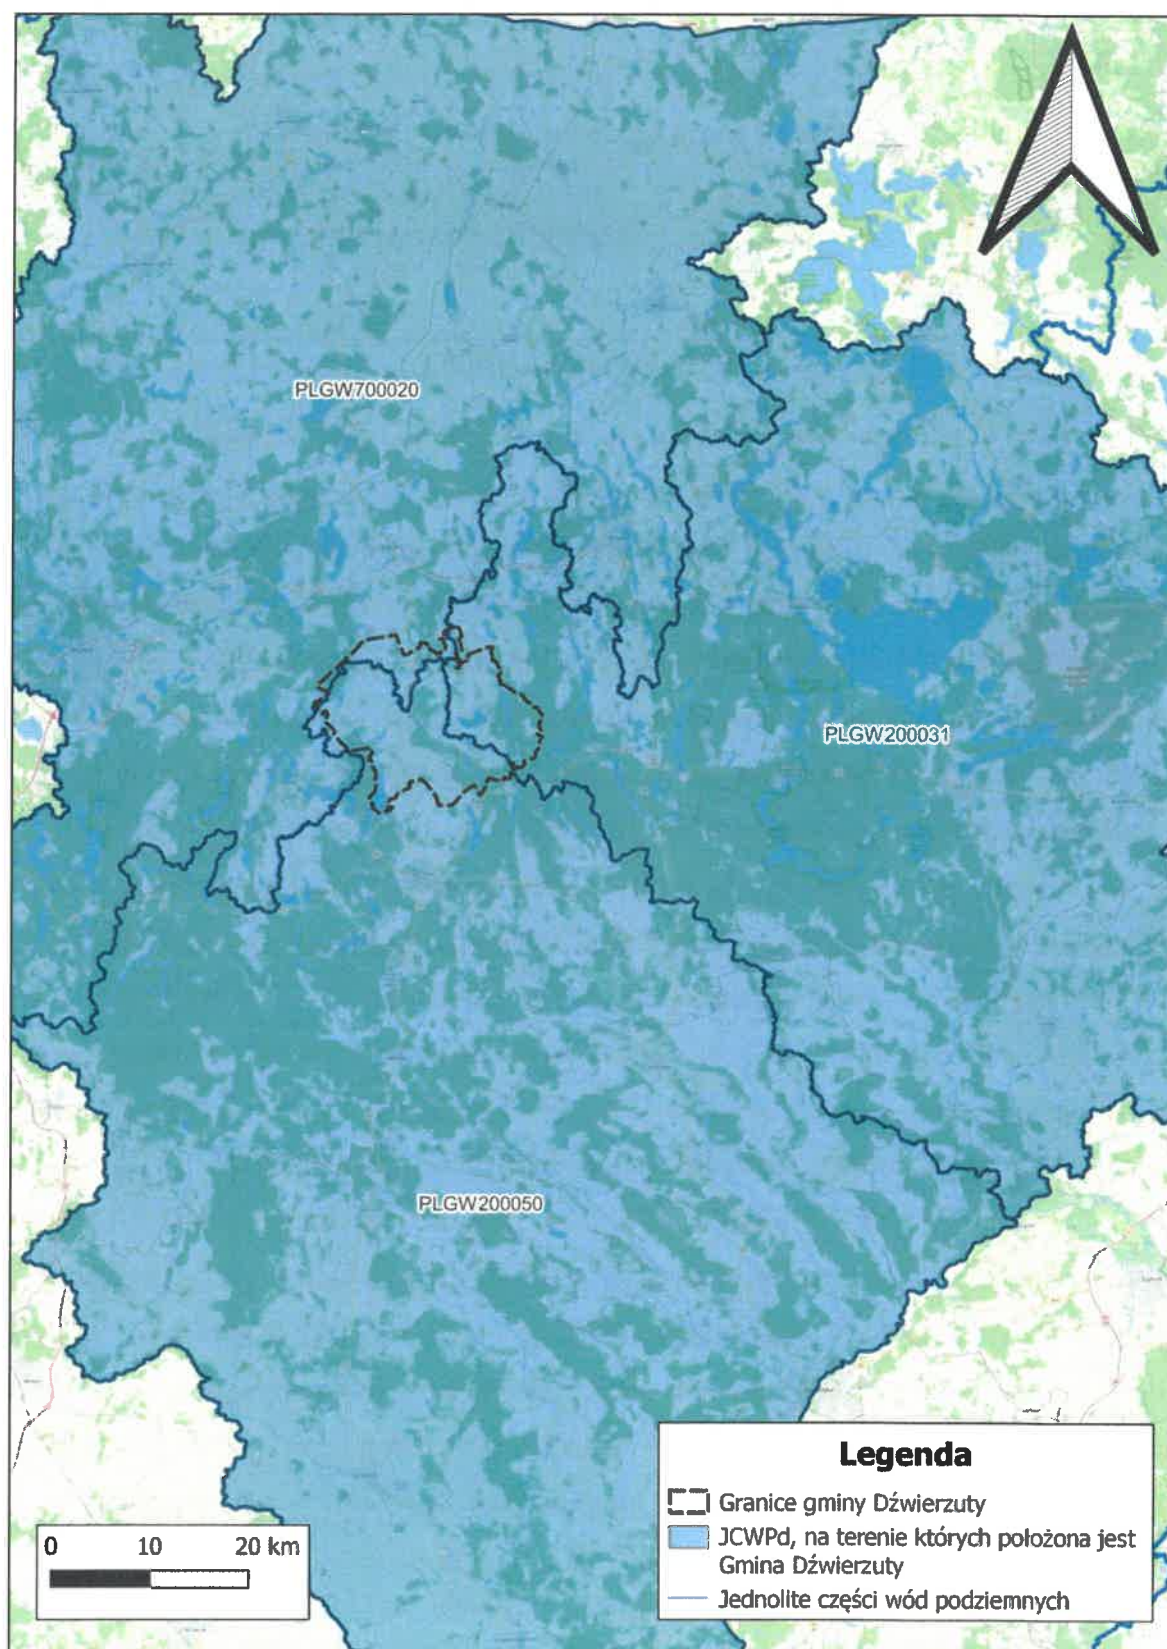 PLGW700020
PLGW200031
PLGW200050
Legenda
Granice gminy Dźwierzuty
JCWPd, na terenie których położona jest
Gmina Dźwierzuty
Jednolite części wód podziemnych
0 10 20 km